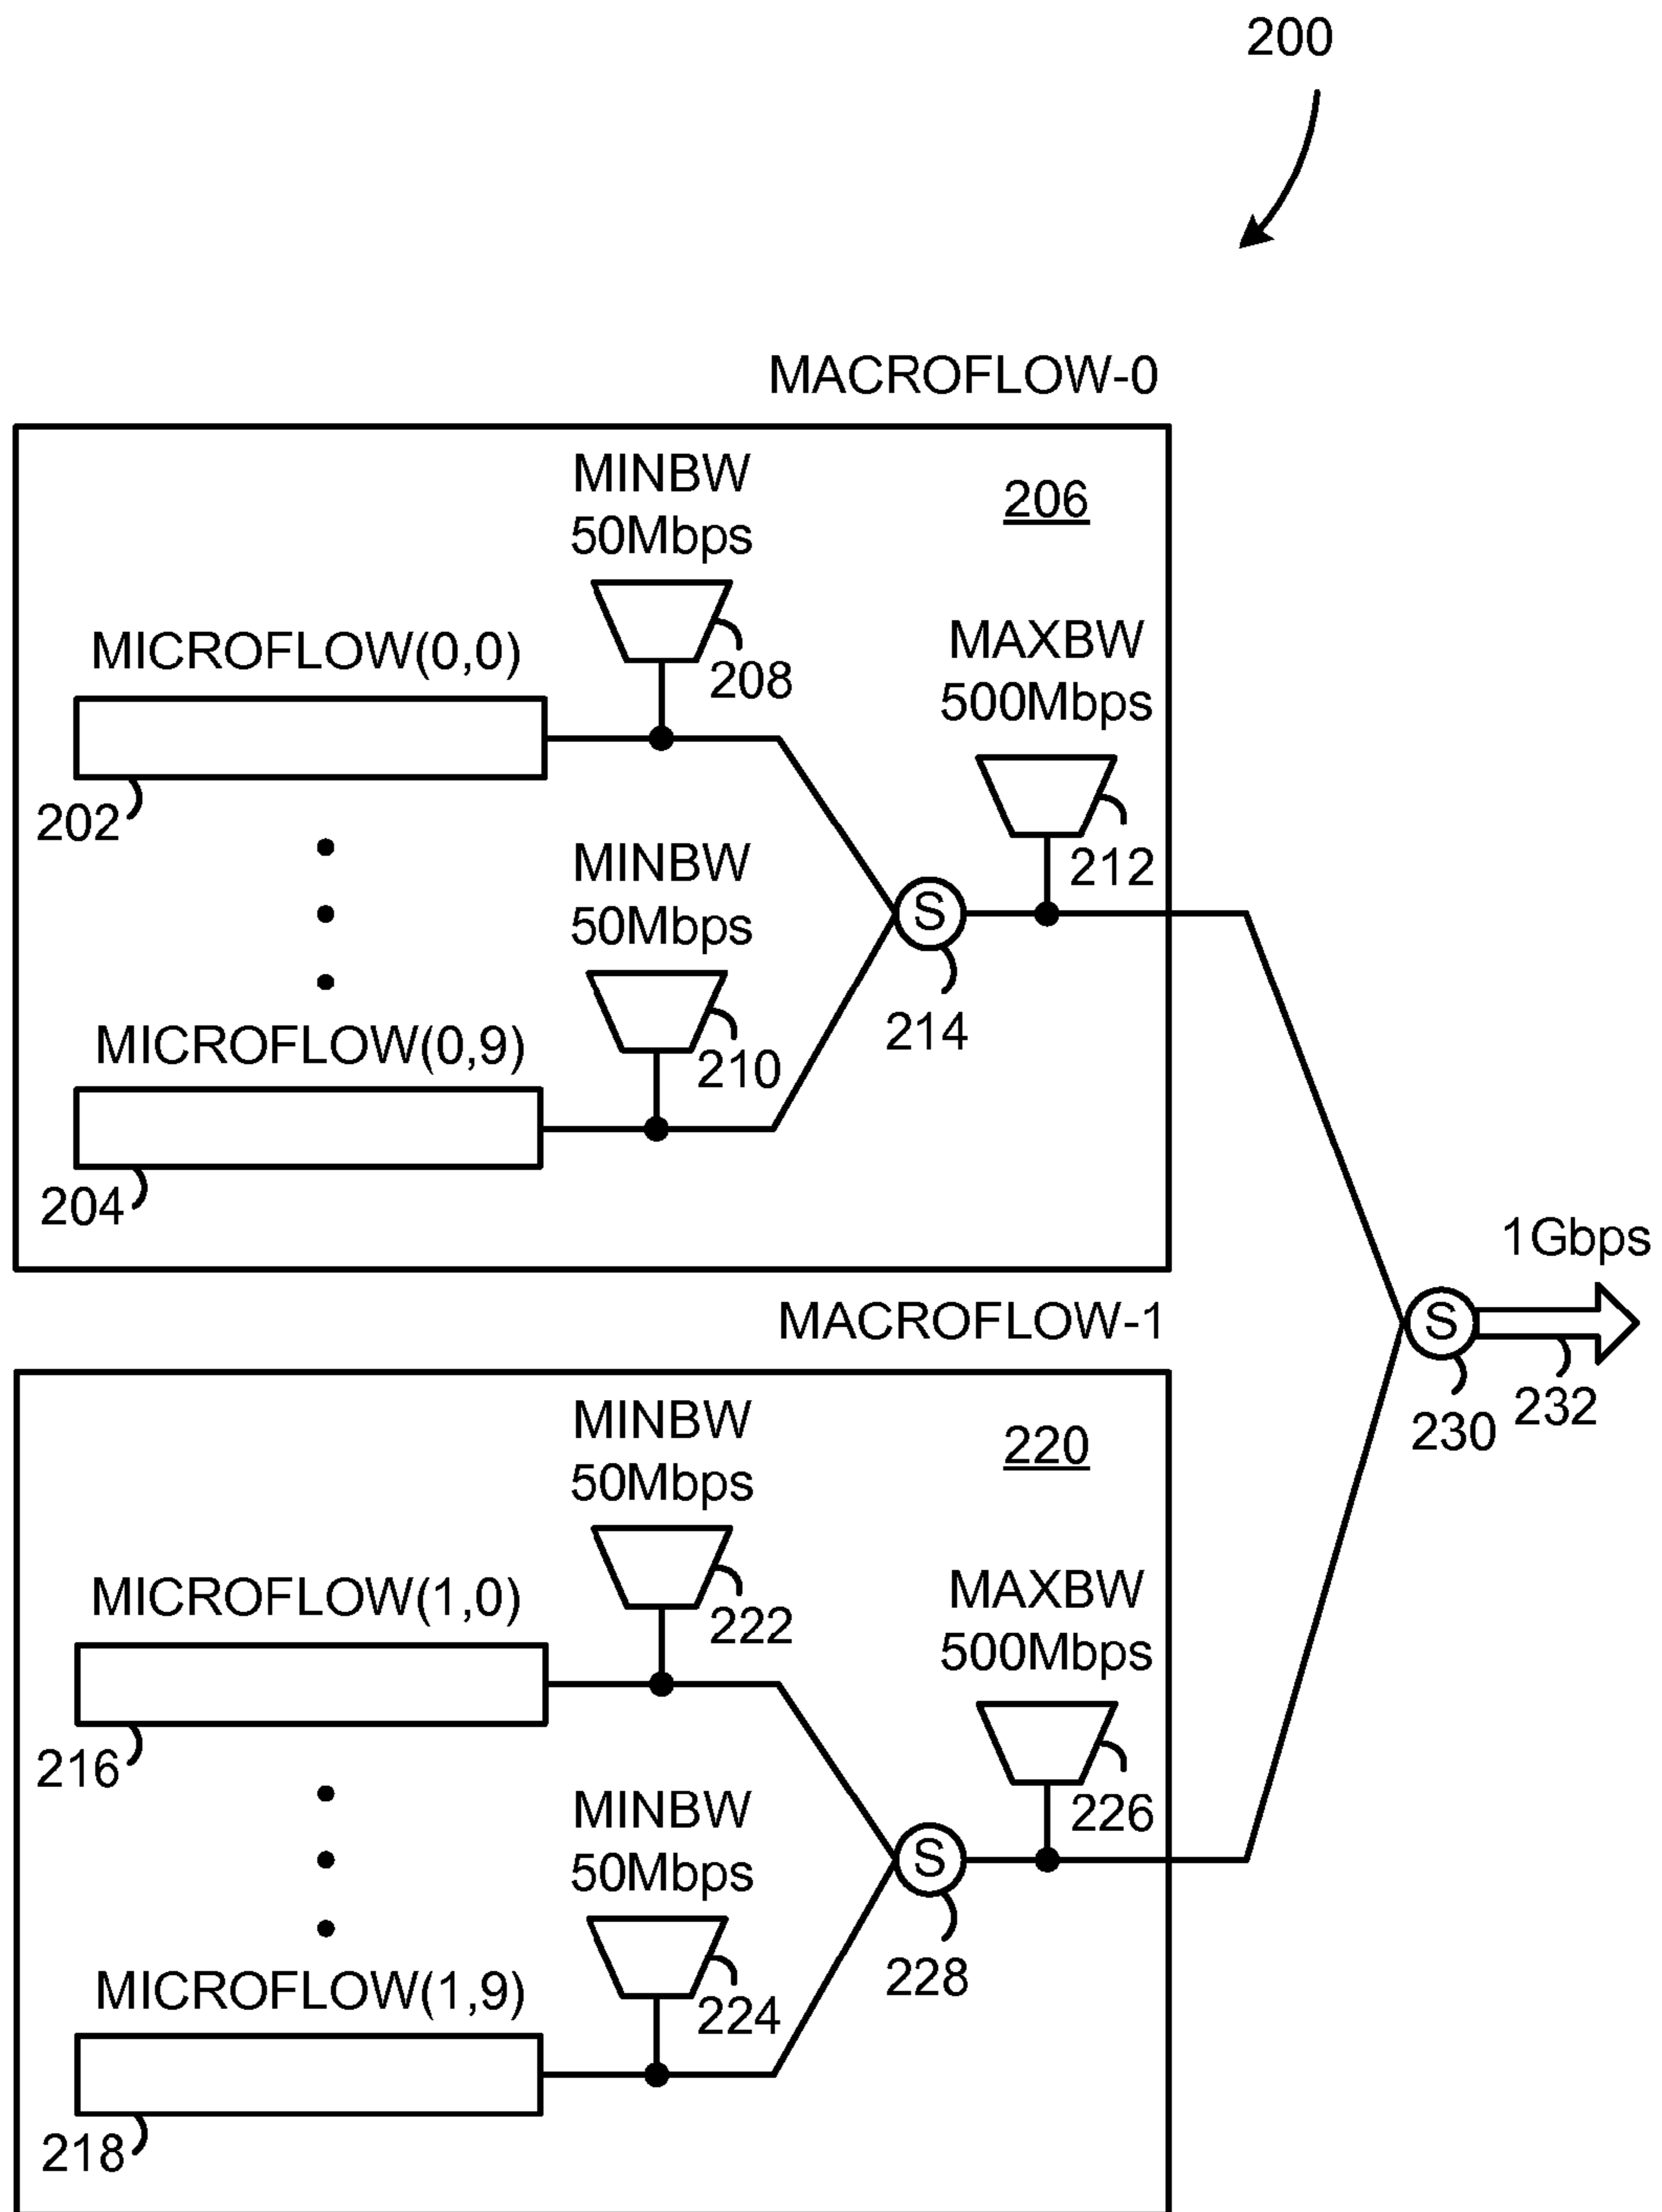 200
MACROFLOW-0
MINBW
50Mbps
206
MICROFLOW(0,0)
208
MAXBW
500Mbps
202
MINBW
50Mbps
212
S
MICROFLOW(0,9)
210
214
204
1Gbps
MACROFLOW-1
S
MINBW
50Mbps
220
230
232
MICROFLOW(1,0)
222
MAXBW
500Mbps
216
MINBW
50Mbps
226
S
MICROFLOW(1,9)
224
228
218